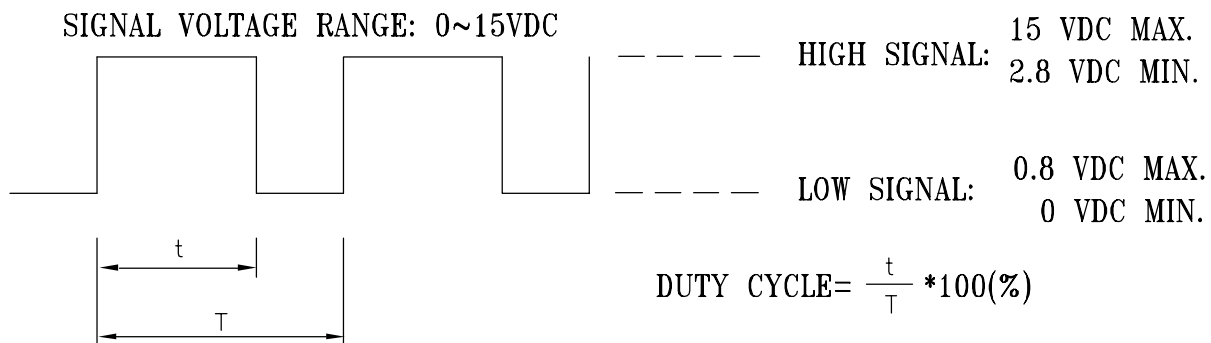 SIGNAL VOLTAGE RANGE: 0~15VDC
HIGH SIGNAL: 15 VDC MAX.
2.8 VDC MIN.
LOW SIGNAL: 0.8 VDC MAX.
0 VDC MIN.
t
T
DUTY CYCLE= t/T *100(%)